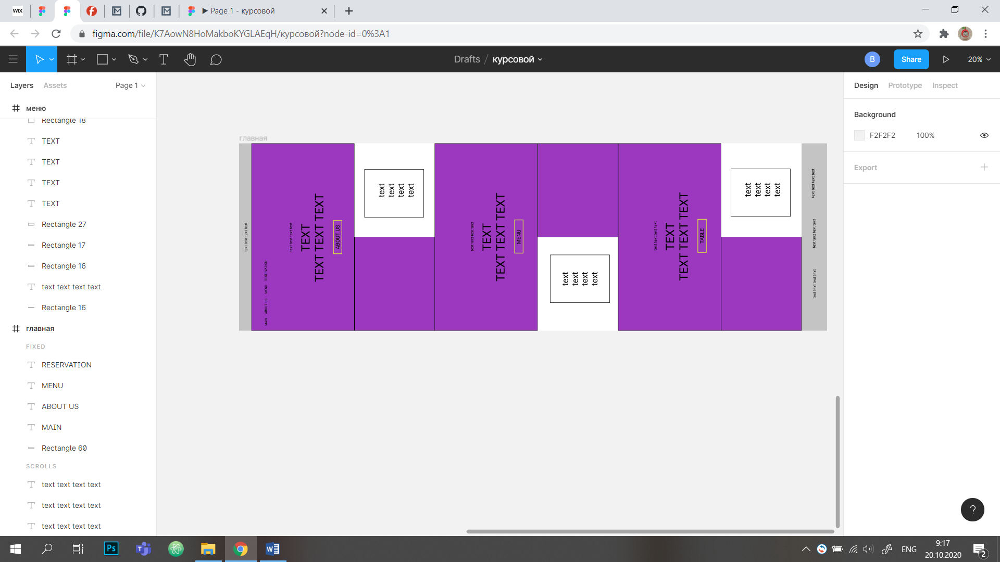 WIX
Page 1 - курсовой
figma.com/file/K7AowN8HoMakboKYGLAEqH/курсовой?node-id=0%3A1
Drafts / курсовой
B
Share
20%
Layers
Assets
Page 1
меню
Rectangle 18
TEXT
TEXT
TEXT
TEXT
Rectangle 27
Rectangle 17
Rectangle 16
text text text text
Rectangle 16
главная
FIXED
RESERVATION
MENU
ABOUT US
MAIN
Rectangle 60
SCROLLS
text text text text
text text text text
text text text text
главная
text text text text
MAIN ABOUT US MENU RESERVATION
text text text text
TEXT
TEXT TEXT TEXT
ABOUT US
text
text
text
text
text text text text
TEXT
TEXT TEXT TEXT
MENU
text
text
text
text
text text text text
TEXT
TEXT TEXT TEXT
TABLE
text
text
text
text
text text text text
text text text text
text text text text
Design
Prototype
Inspect
Background
F2F2F2
100%
Export
?
Ps
T
W
ENG
9:17
20.10.2020
2